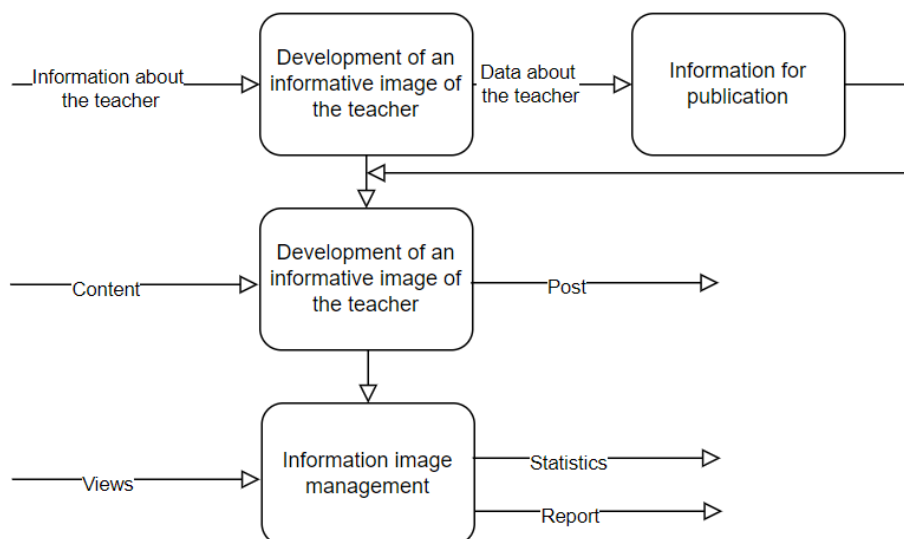 Information about
the teacher
Development of an
informative image of
the teacher
Data about
the teacher
Information for
publication
Content
Development of an
informative image of
the teacher
Post
Views
Information image
management
Statistics
Report